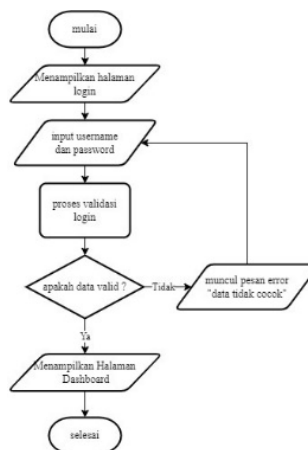 mulai
Menampilkan halaman
login
input username
dan password
proses validasi
login
apakah data valid ?
Tidak
muncul pesan error
"data tidak cocok"
Ya
Menampilkan Halaman
Dashboard
selesai